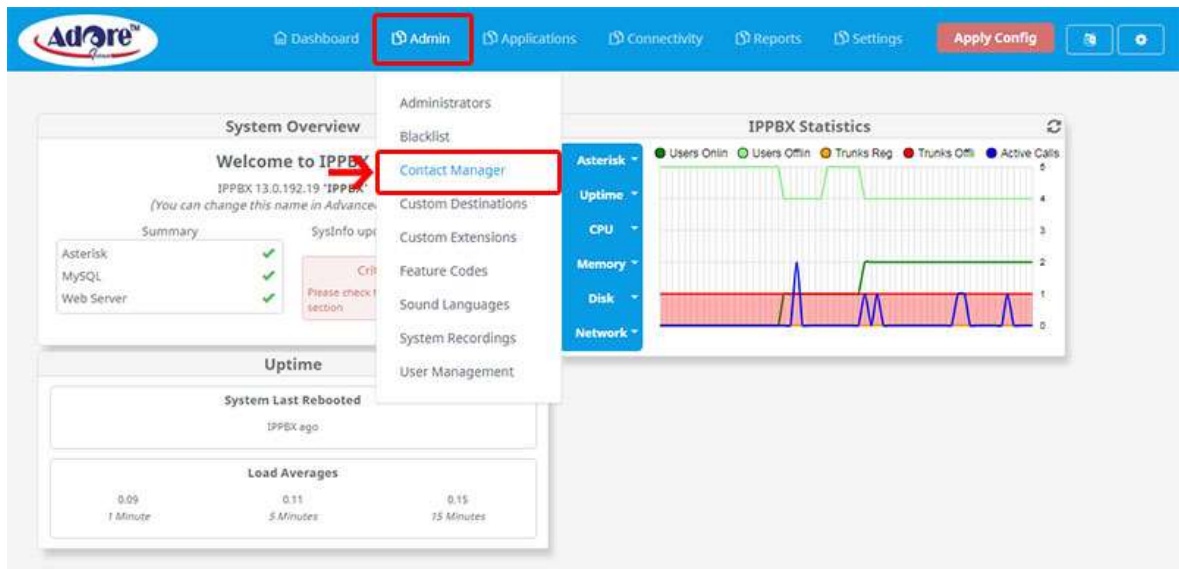 Adore™
Dashboard
Admin
Applications
Connectivity
Reports
Settings
Apply Config
Administrators
Blacklist
Contact Manager
Custom Destinations
Custom Extensions
Feature Codes
Sound Languages
System Recordings
User Management
System Overview
Welcome to IPPBX
IPPBX 13.0.192.19 'IPPBX'
(You can change this name in Advance
Summary
Asterisk
MySQL
Web Server
SysInfo upd
Crit
Please check
section
IPPBX Statistics
Asterisk
Uptime
CPU
Memory
Disk
Network
Users Onlin
Users Offlin
Trunks Reg
Trunks Offli
Active Calls
5
4
3
2
1
0
Uptime
System Last Rebooted
IPPBX ago
Load Averages
0.09 0.11 0.15
1 Minute 5 Minutes 15 Minutes